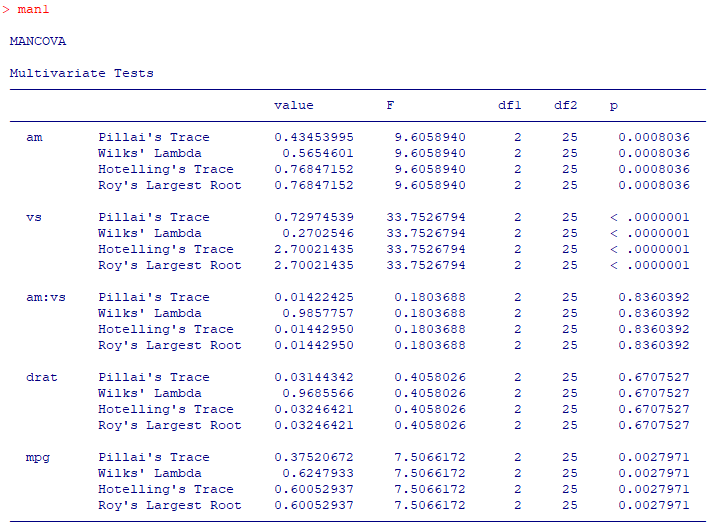 > man1
MANCOVA
Multivariate Tests
value F df1 df2 p
am Pillai's Trace 0.43453995 9.6058940 2 25 0.0008036
Wilks' Lambda 0.5654601 9.6058940 2 25 0.0008036
Hotelling's Trace 0.76847152 9.6058940 2 25 0.0008036
Roy's Largest Root 0.76847152 9.6058940 2 25 0.0008036
vs Pillai's Trace 0.72974539 33.7526794 2 25 < .0000001
Wilks' Lambda 0.2702546 33.7526794 2 25 < .0000001
Hotelling's Trace 2.70021435 33.7526794 2 25 < .0000001
Roy's Largest Root 2.70021435 33.7526794 2 25 < .0000001
am:vs Pillai's Trace 0.01422425 0.1803688 2 25 0.8360392
Wilks' Lambda 0.9857757 0.1803688 2 25 0.8360392
Hotelling's Trace 0.01442950 0.1803688 2 25 0.8360392
Roy's Largest Root 0.01442950 0.1803688 2 25 0.8360392
drat Pillai's Trace 0.03144342 0.4058026 2 25 0.6707527
Wilks' Lambda 0.9685566 0.4058026 2 25 0.6707527
Hotelling's Trace 0.03246421 0.4058026 2 25 0.6707527
Roy's Largest Root 0.03246421 0.4058026 2 25 0.6707527
mpg Pillai's Trace 0.37520672 7.5066172 2 25 0.0027971
Wilks' Lambda 0.6247933 7.5066172 2 25 0.0027971
Hotelling's Trace 0.60052937 7.5066172 2 25 0.0027971
Roy's Largest Root 0.60052937 7.5066172 2 25 0.0027971